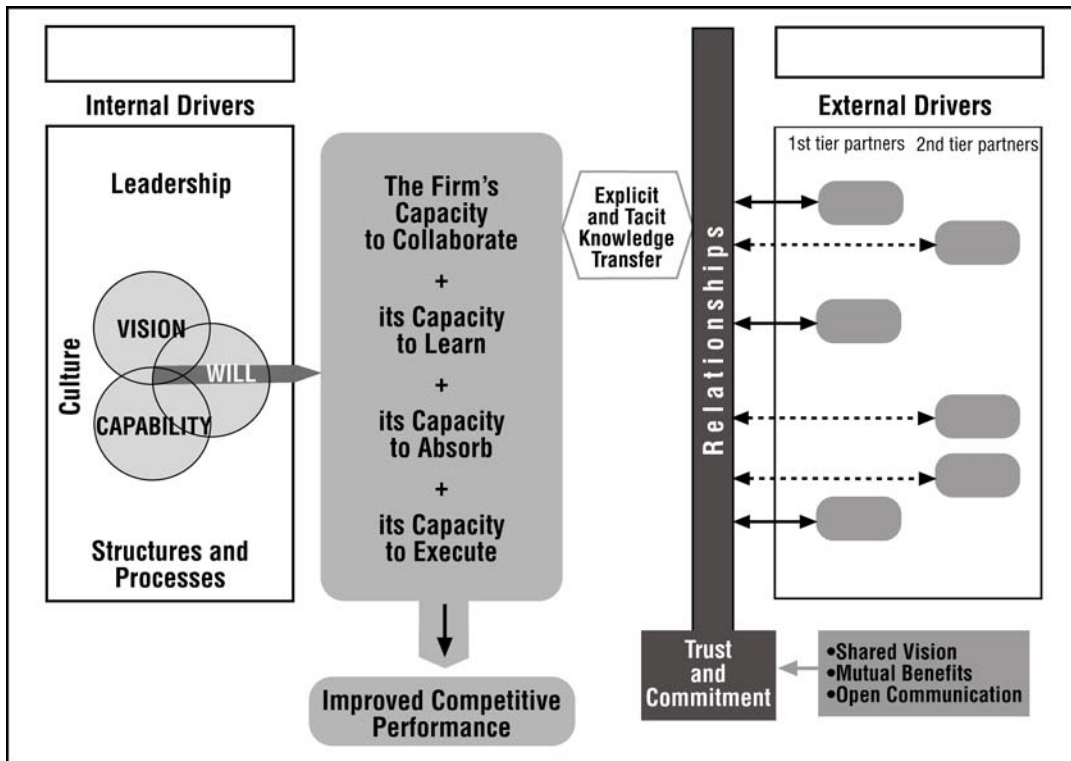 Internal Drivers
Leadership
Culture
VISION
WILL
CAPABILITY
Structures and
Processes
The Firm's
Capacity
to Collaborate
+
its Capacity
to Learn
+
its Capacity
to Absorb
+
its Capacity
to Execute
Improved Competitive
Performance
Explicit
and Tacit
Knowledge
Transfer
Relationships
Trust
and
Commitment
External Drivers
1st tier partners 2nd tier partners
•Shared Vision
•Mutual Benefits
•Open Communication